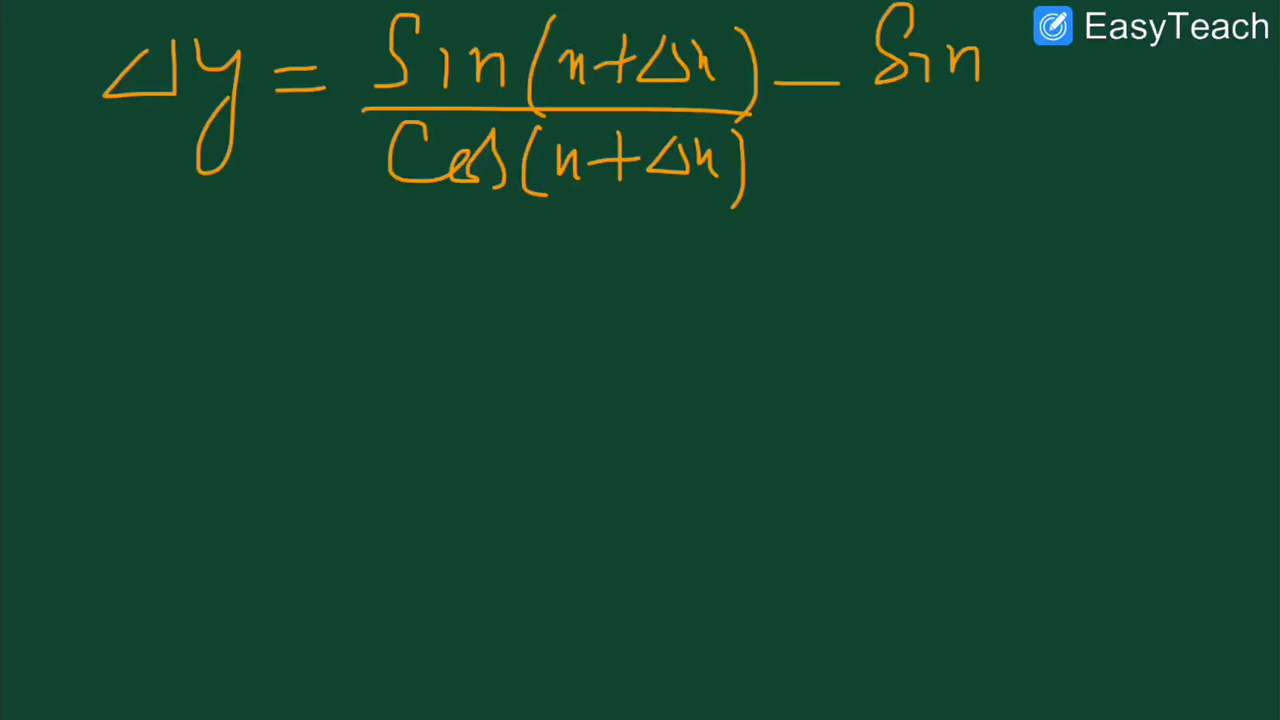 EasyTeach
Δy = Sin(x+Δx) − Sin
Cos(x+Δx)